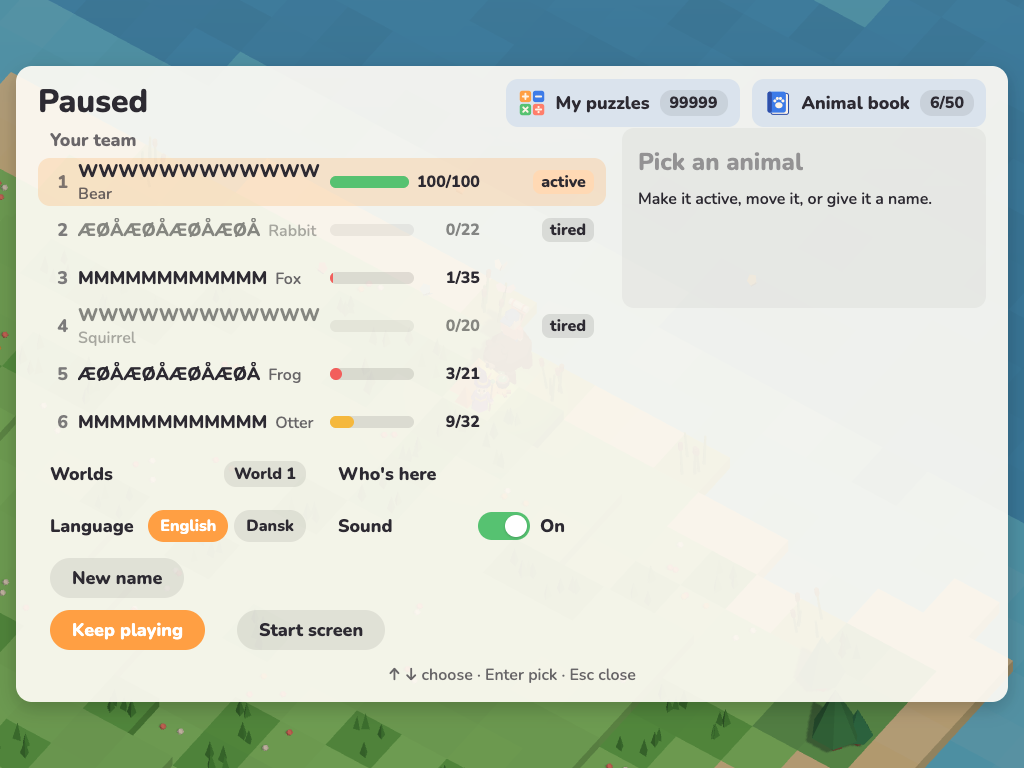 Paused
My puzzles 99999
Animal book 6/50
Your team
1 WWWWWWWWWWWW Bear 100/100 active
2 ÆØÅÆØÅÆØÅÆØÅ Rabbit 0/22 tired
3 MMMMMMMMMMMM Fox 1/35
4 WWWWWWWWWWWW Squirrel 0/20 tired
5 ÆØÅÆØÅÆØÅÆØÅ Frog 3/21
6 MMMMMMMMMMMM Otter 9/32
Pick an animal
Make it active, move it, or give it a name.
Worlds World 1 Who's here
Language English Dansk Sound On
New name
Keep playing Start screen
↑ ↓ choose · Enter pick · Esc close